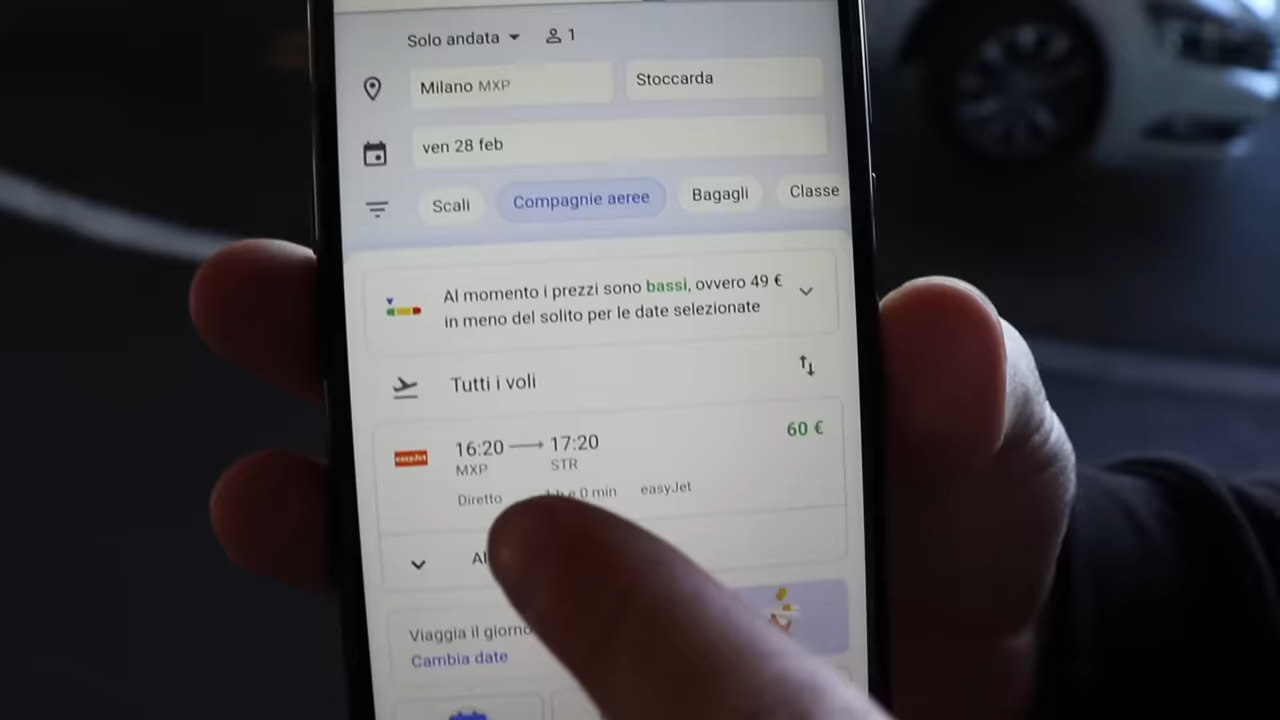 Solo andata 1
Milano MXP Stoccarda
ven 28 feb
Scali Compagnie aeree Bagagli Classe
Al momento i prezzi sono bassi, ovvero 49 €
in meno del solito per le date selezionate
Tutti i voli
easyJet 16:20 17:20 60 €
MXP STR
Diretto 0 min easyJet
Viaggia il giorno
Cambia date